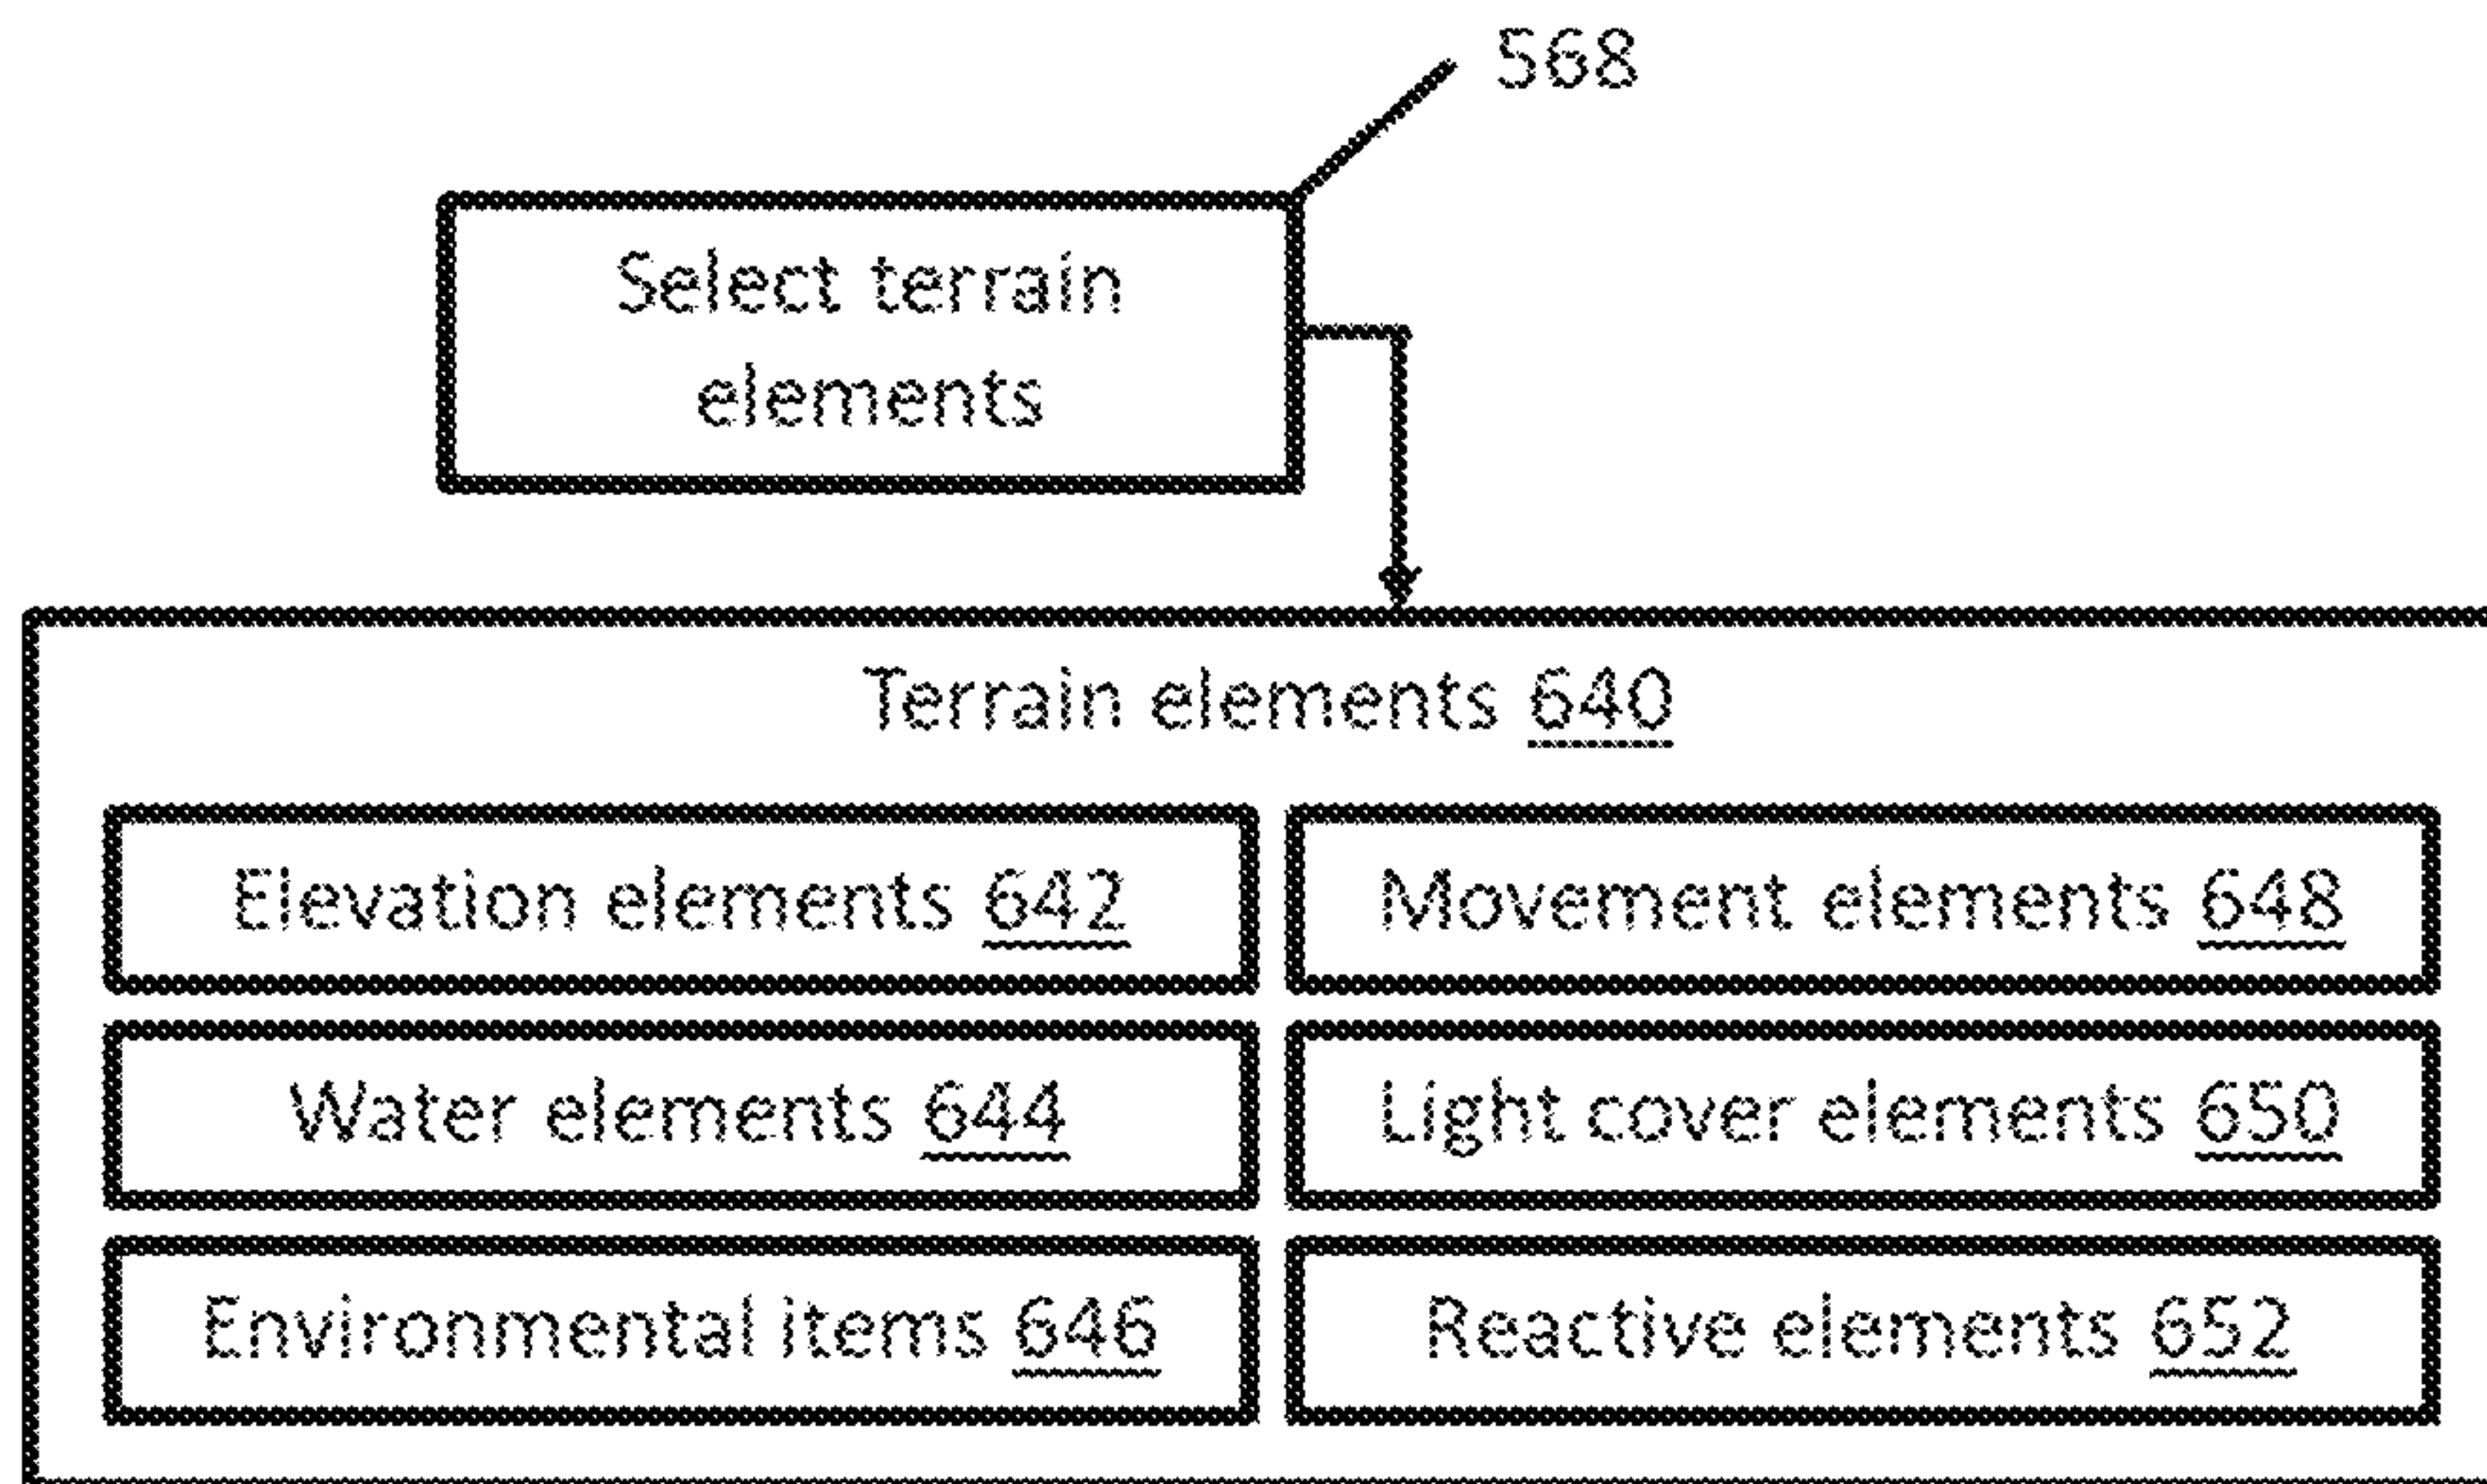 568
Select terrain
elements
Terrain elements 640
Elevation elements 642
Movement elements 648
Water elements 644
Light cover elements 650
Environmental items 646
Reactive elements 652